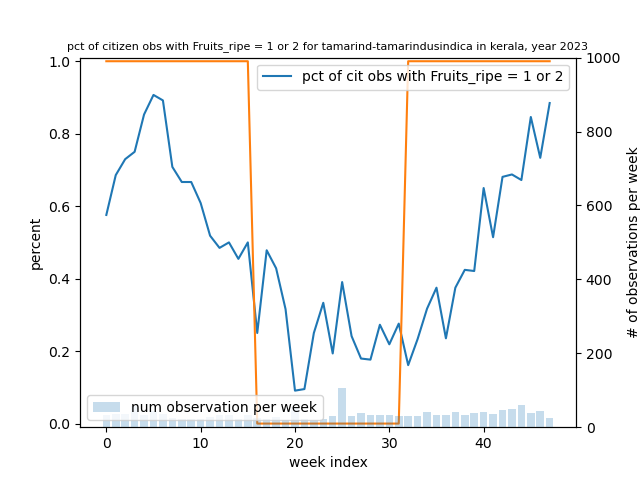 pct of citizen obs with Fruits_ripe = 1 or 2 for tamarind-tamarindusindica in kerala, year 2023
pct of cit obs with Fruits_ripe = 1 or 2
num observation per week
percent
1.0
0.8
0.6
0.4
0.2
0.0
0 10 20 30 40
week index
1000
800
600
400
200
0
# of observations per week